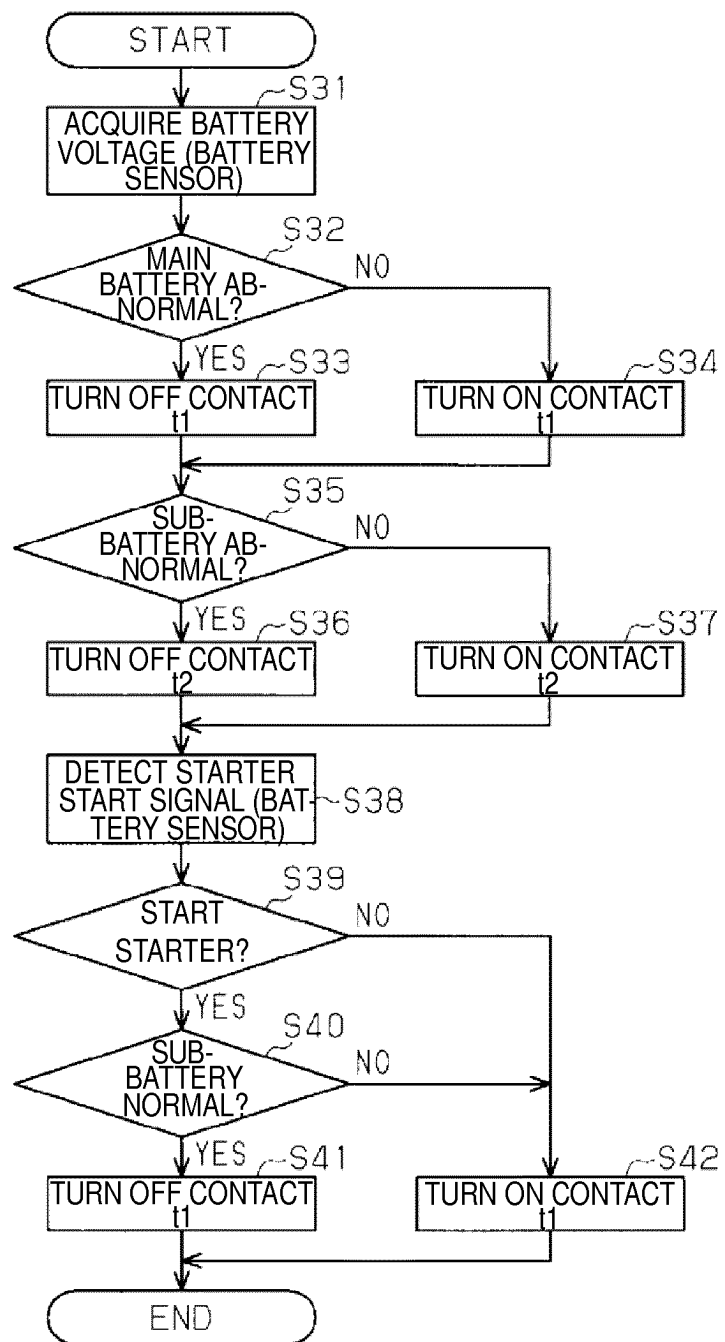 START
S31
ACQUIRE BATTERY
VOLTAGE (BATTERY
SENSOR)
S32
MAIN
BATTERY AB-
NORMAL?
NO
YES
S33
TURN OFF CONTACT
t1
S34
TURN ON CONTACT
t1
S35
SUB-
BATTERY AB-
NORMAL?
NO
YES
S36
TURN OFF CONTACT
t2
S37
TURN ON CONTACT
t2
DETECT STARTER
START SIGNAL (BAT-
TERY SENSOR)
S38
S39
START
STARTER?
NO
YES
S40
SUB-
BATTERY
NORMAL?
NO
YES
S41
TURN OFF CONTACT
t1
S42
TURN ON CONTACT
t1
END